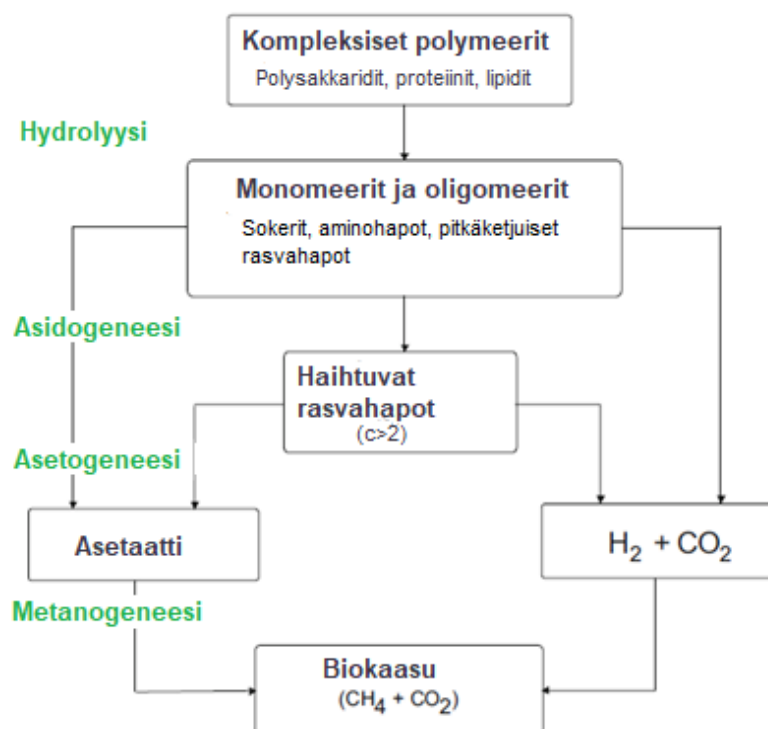 Kompleksiset polymeerit
Polysakkaridit, proteiinit, lipidit
Hydrolyysi
Monomeerit ja oligomeerit
Sokerit, aminohapot, pitkäketjuiset
rasvahapot
Asidogeneesi
Haihtuvat
rasvahapot
(c>2)
Asetogeneesi
Asetaatti
H₂ + CO₂
Metanogeneesi
Biokaasu
(CH₄ + CO₂)